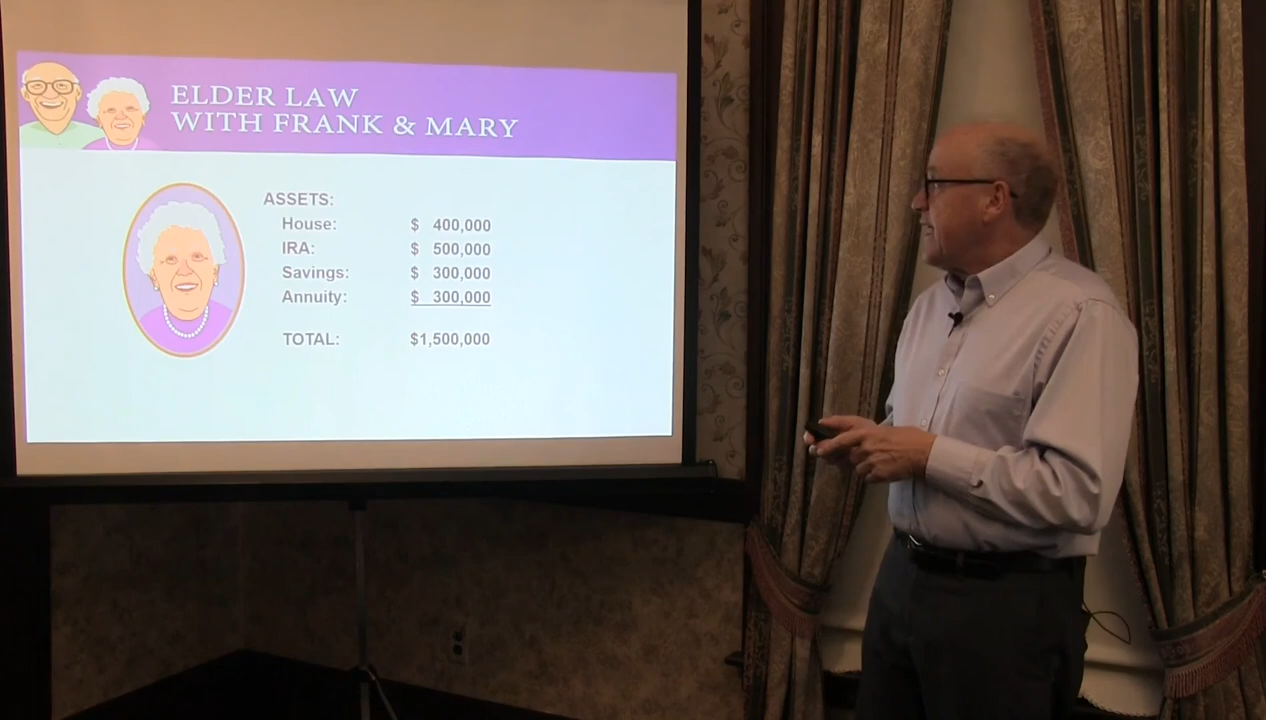 ELDER LAW
WITH FRANK & MARY
ASSETS:
House: $ 400,000
IRA: $ 500,000
Savings: $ 300,000
Annuity: $ 300,000
TOTAL: $1,500,000